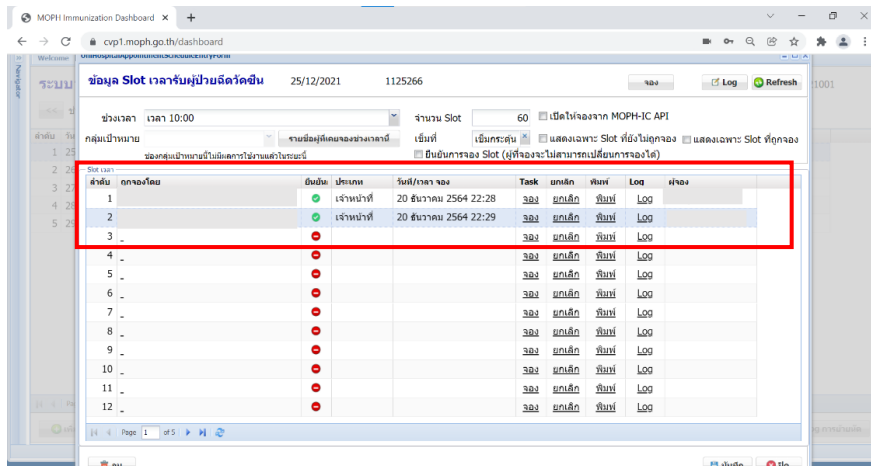 MOPH Immunization Dashboard × +
cvp1.moph.go.th/dashboard
Navigator
Welcome
ระบบ
ข้อมูล Slot เวลารับผู้ป่วยฉีดวัคซีน 25/12/2021 1125266 จอง Log Refresh
ช่วงเวลา เวลา 10:00 จำนวน Slot 60 เปิดให้จองจาก MOPH-IC API
กลุ่มเป้าหมาย รายชื่อผู้ที่เคยจองช่วงเวลานี้ เข็มที่ เข็มกระตุ้น แสดงเฉพาะ Slot ที่ยังไม่ถูกจอง แสดงเฉพาะ Slot ที่ถูกจอง
ช่องกลุ่มเป้าหมายนี้ไม่มีผลการใช้งานแล้วในระยะนี้ ยืนยันการจอง Slot (ผู้ที่จองจะไม่สามารถเปลี่ยนการจองได้)
Slot เวลา
ลำดับ ถูกจองโดย ยืนยัน ประเภท วันที่/เวลา จอง Task ยกเลิก พิมพ์ Log ผู้จอง
1 เจ้าหน้าที่ 20 ธันวาคม 2564 22:28 จอง ยกเลิก พิมพ์ Log
2 เจ้าหน้าที่ 20 ธันวาคม 2564 22:29 จอง ยกเลิก พิมพ์ Log
3 - จอง ยกเลิก พิมพ์ Log
4 - จอง ยกเลิก พิมพ์ Log
5 - จอง ยกเลิก พิมพ์ Log
6 - จอง ยกเลิก พิมพ์ Log
7 - จอง ยกเลิก พิมพ์ Log
8 - จอง ยกเลิก พิมพ์ Log
9 - จอง ยกเลิก พิมพ์ Log
10 - จอง ยกเลิก พิมพ์ Log
11 - จอง ยกเลิก พิมพ์ Log
12 - จอง ยกเลิก พิมพ์ Log
Page 1 of 5
บันทึก ปิด